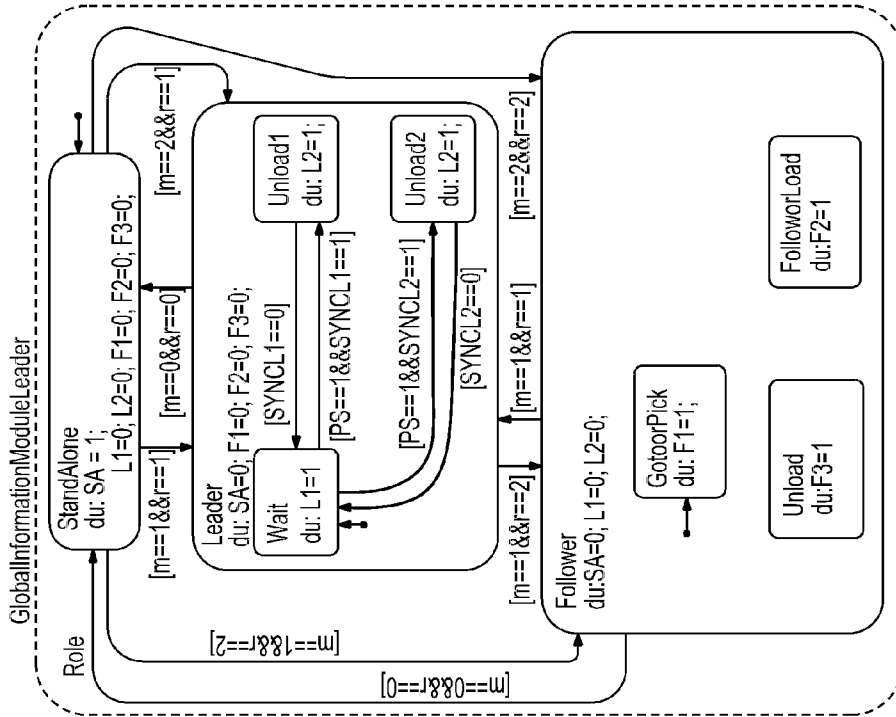 GlobalInformationModuleLeader
Role
StandAlone
du: SA = 1;
L1=0; L2=0; F1=0; F2=0; F3=0;
[m==1&&r==1]
[m==0&&r==0]
[m==2&&r==1]
Leader
du: SA=0; F1=0; F2=0; F3=0;
Wait
du: L1=1
[SYNCL1==0]
[PS==1&&SYNCL1==1]
Unload1
du: L2=1;
[PS==1&&SYNCL2==1]
[SYNCL2==0]
Unload2
du: L2=1;
[m==1&&r==2]
[m==0&&r==0]
[m==1&&r==2]
[m==1&&r==1]
[m==2&&r==2]
Follower
du:SA=0; L1=0; L2=0;
GotoorPick
du: F1=1;
Unload
du:F3=1
FolloworLoad
du:F2=1